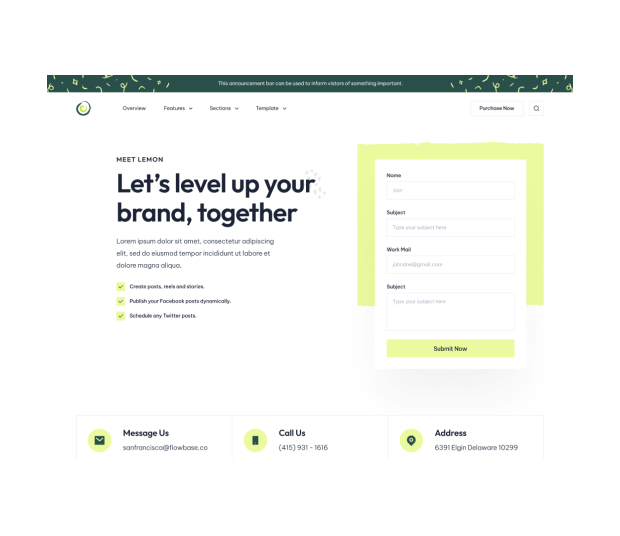 This announcement bar can be used to inform vistors of something important.
Overview Features Sections Template Purchase Now
MEET LEMON
Let's level up your
brand, together
Lorem ipsum dolor sit amet, consectetur adipiscing
elit, sed do eiusmod tempor incididunt ut labore et
dolore magna aliqua.
Create posts, reels and stories.
Publish your Facebook posts dynamically.
Schedule any Twitter posts.
Name
Subject
Type your subject here
Work Mail
johndoe@gmail.com
Subject
Type your subject here
Submit Now
Message Us
sanfrancisco@flowbase.co
Call Us
(415) 931 - 1616
Address
6391 Elgin Delaware 10299